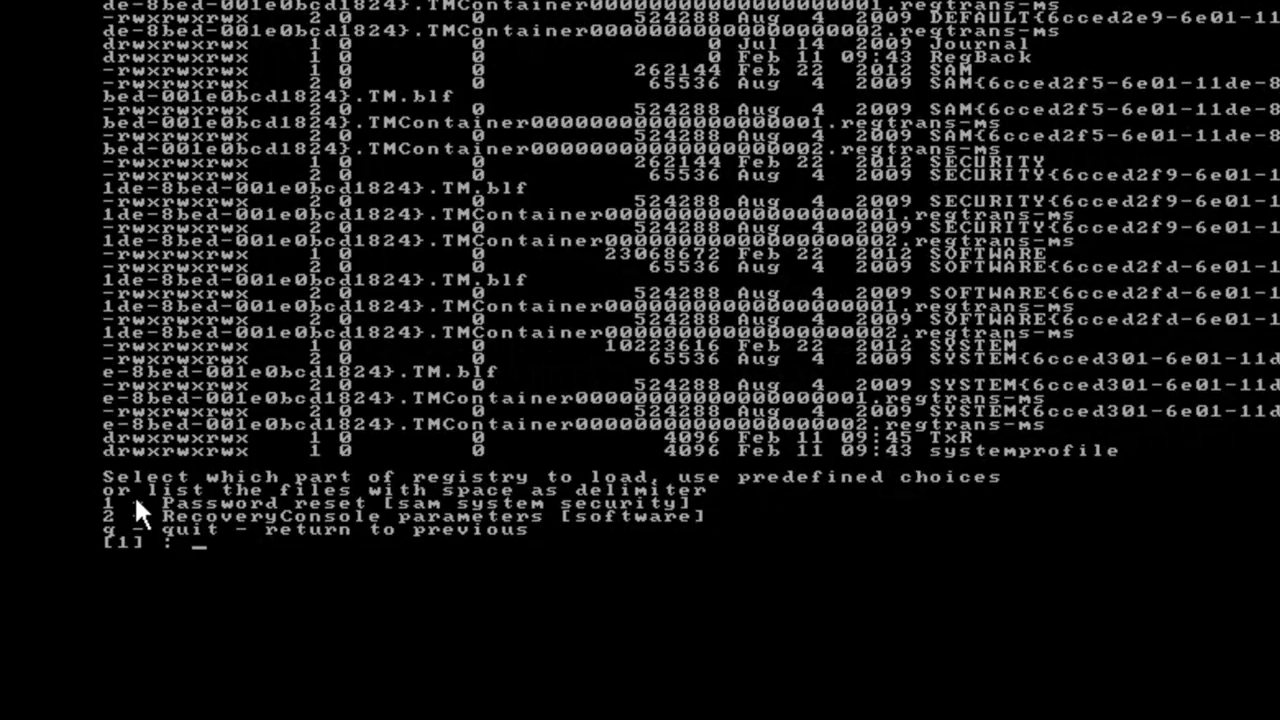 de-8bed-001e0bcd1824}.TMContainer00000000000000000001.regtrans-ms
-rwxrwxrwx 2 0 0 524288 Aug 4 2009 DEFAULT{6cced2e9-6e01-11
de-8bed-001e0bcd1824}.TMContainer00000000000000000002.regtrans-ms
drwxrwxrwx 1 0 0 0 Jul 14 2009 Journal
drwxrwxrwx 1 0 0 0 Feb 11 09:43 RegBack
-rwxrwxrwx 1 0 0 262144 Feb 22 2012 SAM
-rwxrwxrwx 2 0 0 65536 Aug 4 2009 SAM{6cced2f5-6e01-11de-8
bed-001e0bcd1824}.TM.blf
-rwxrwxrwx 2 0 0 524288 Aug 4 2009 SAM{6cced2f5-6e01-11de-8
bed-001e0bcd1824}.TMContainer00000000000000000001.regtrans-ms
-rwxrwxrwx 2 0 0 524288 Aug 4 2009 SAM{6cced2f5-6e01-11de-8
bed-001e0bcd1824}.TMContainer00000000000000000002.regtrans-ms
-rwxrwxrwx 1 0 0 262144 Feb 22 2012 SECURITY
-rwxrwxrwx 2 0 0 65536 Aug 4 2009 SECURITY{6cced2f9-6e01-1
1de-8bed-001e0bcd1824}.TM.blf
-rwxrwxrwx 2 0 0 524288 Aug 4 2009 SECURITY{6cced2f9-6e01-1
1de-8bed-001e0bcd1824}.TMContainer00000000000000000001.regtrans-ms
-rwxrwxrwx 2 0 0 524288 Aug 4 2009 SECURITY{6cced2f9-6e01-1
1de-8bed-001e0bcd1824}.TMContainer00000000000000000002.regtrans-ms
-rwxrwxrwx 1 0 0 23068672 Feb 22 2012 SOFTWARE
-rwxrwxrwx 2 0 0 65536 Aug 4 2009 SOFTWARE{6cced2fd-6e01-1
1de-8bed-001e0bcd1824}.TM.blf
-rwxrwxrwx 2 0 0 524288 Aug 4 2009 SOFTWARE{6cced2fd-6e01-1
1de-8bed-001e0bcd1824}.TMContainer00000000000000000001.regtrans-ms
-rwxrwxrwx 2 0 0 524288 Aug 4 2009 SOFTWARE{6cced2fd-6e01-1
1de-8bed-001e0bcd1824}.TMContainer00000000000000000002.regtrans-ms
-rwxrwxrwx 1 0 0 10223616 Feb 22 2012 SYSTEM
-rwxrwxrwx 2 0 0 65536 Aug 4 2009 SYSTEM{6cced301-6e01-11d
e-8bed-001e0bcd1824}.TM.blf
-rwxrwxrwx 2 0 0 524288 Aug 4 2009 SYSTEM{6cced301-6e01-11d
e-8bed-001e0bcd1824}.TMContainer00000000000000000001.regtrans-ms
-rwxrwxrwx 2 0 0 524288 Aug 4 2009 SYSTEM{6cced301-6e01-11d
e-8bed-001e0bcd1824}.TMContainer00000000000000000002.regtrans-ms
drwxrwxrwx 1 0 0 4096 Feb 11 09:45 TxR
drwxrwxrwx 1 0 0 4096 Feb 11 09:43 systemprofile
Select which part of registry to load, use predefined choices
or list the files with space as delimiter
1 - Password reset [sam system security]
2 - RecoveryConsole parameters [software]
q - quit - return to previous
[1] : _